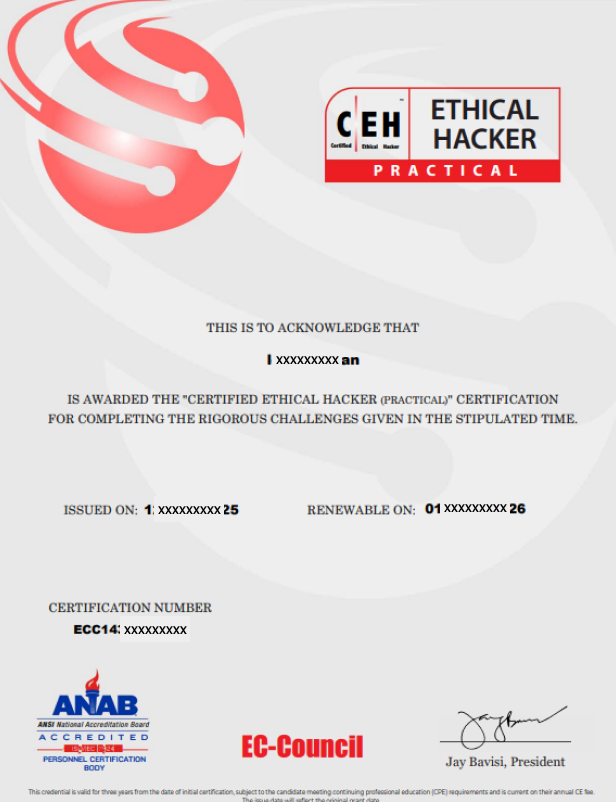 CEH™
Certified Ethical Hacker
ETHICAL
HACKER
PRACTICAL
THIS IS TO ACKNOWLEDGE THAT
I xxxxxxxxx an
IS AWARDED THE "CERTIFIED ETHICAL HACKER (PRACTICAL)" CERTIFICATION
FOR COMPLETING THE RIGOROUS CHALLENGES GIVEN IN THE STIPULATED TIME.
ISSUED ON: 1 xxxxxxxxx 25 RENEWABLE ON: 01 xxxxxxxxx 26
CERTIFICATION NUMBER
ECC14 xxxxxxxxx
ANAB
ANSI National Accreditation Board
ACCREDITED
PERSONNEL CERTIFICATION
BODY
EC-Council
Jay Bavisi, President
This credential is valid for three years from the date of initial certification, subject to the candidate meeting continuing professional education (CPE) requirements and is current on their annual CE fee.
The issue date will reflect the original grant date.